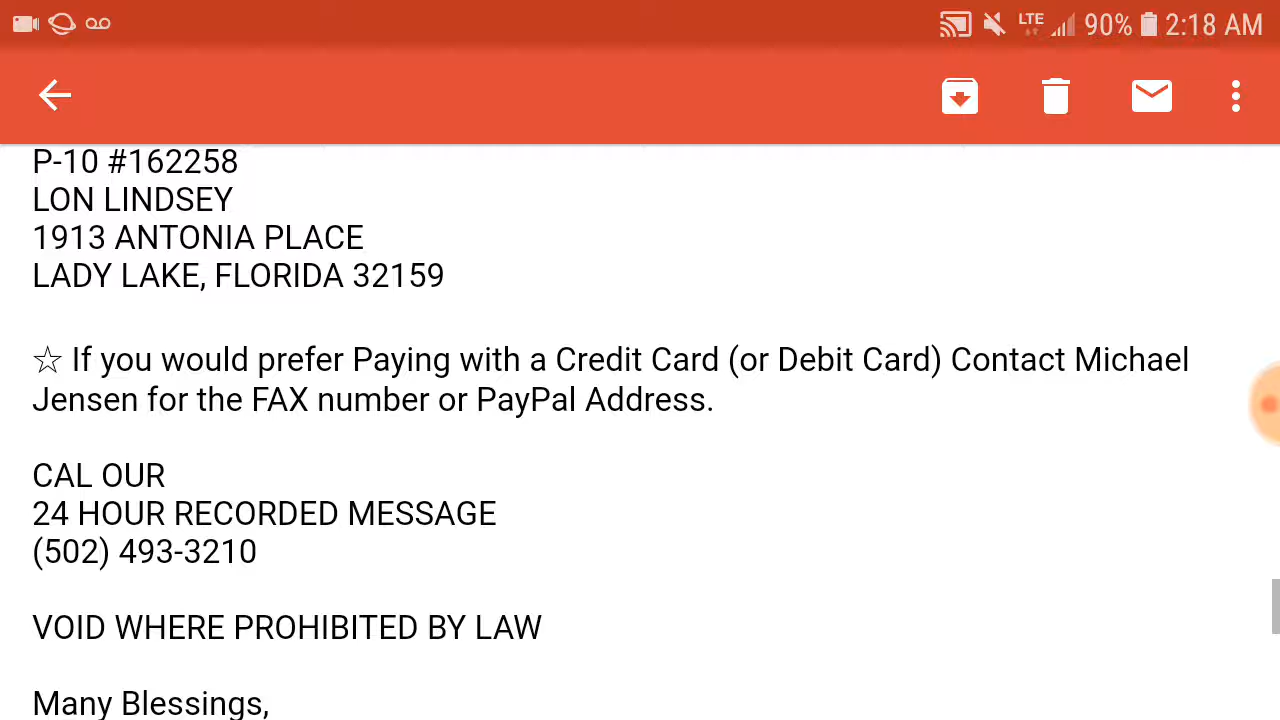 LTE 90% 2:18 AM
P-10 #162258
LON LINDSEY
1913 ANTONIA PLACE
LADY LAKE, FLORIDA 32159
☆ If you would prefer Paying with a Credit Card (or Debit Card) Contact Michael
Jensen for the FAX number or PayPal Address.
CAL OUR
24 HOUR RECORDED MESSAGE
(502) 493-3210
VOID WHERE PROHIBITED BY LAW
Many Blessings,